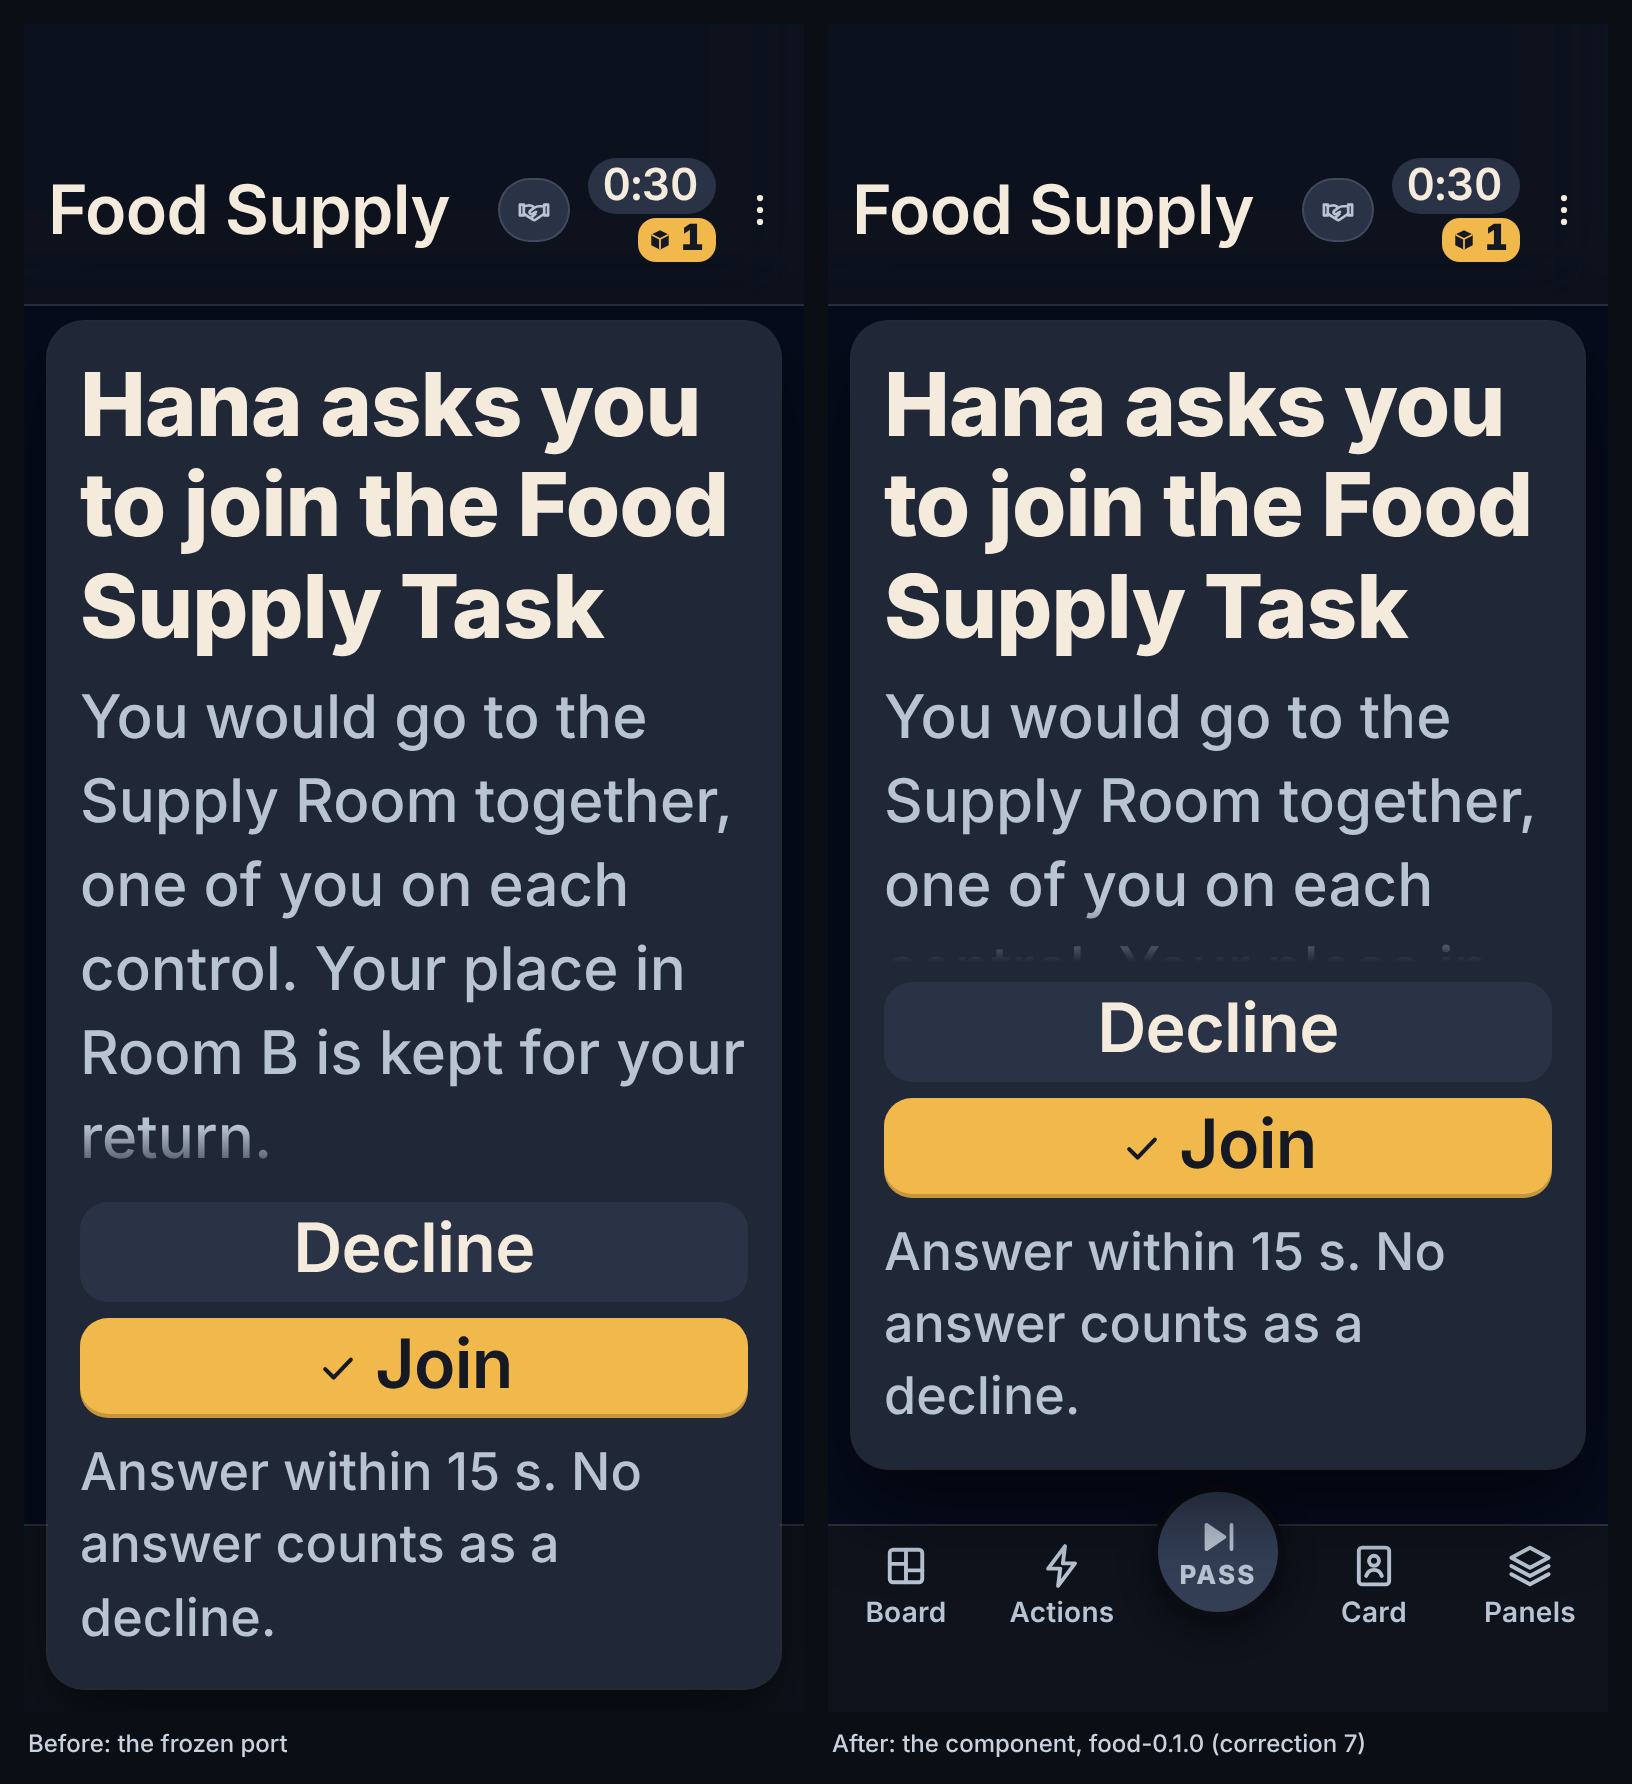 Food Supply
0:30
1
Hana asks you
to join the Food
Supply Task
You would go to the
Supply Room together,
one of you on each
control. Your place in
Room B is kept for your
return.
Decline
Join
Answer within 15 s. No
answer counts as a
decline.
Before: the frozen port
Food Supply
0:30
1
Hana asks you
to join the Food
Supply Task
You would go to the
Supply Room together,
one of you on each
control. Your place in
Decline
Join
Answer within 15 s. No
answer counts as a
decline.
PASS
Board
Actions
Card
Panels
After: the component, food-0.1.0 (correction 7)